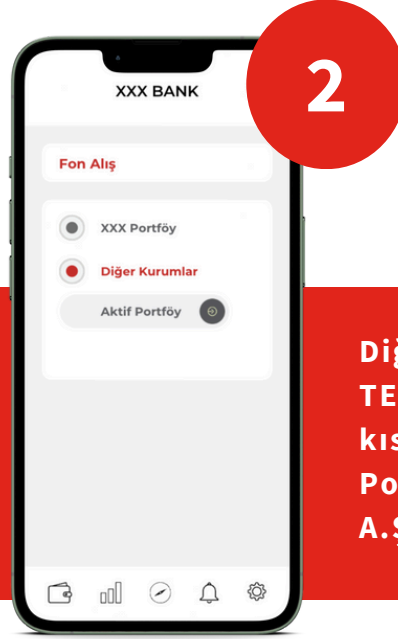 2
XXX BANK
Fon Alış
XXX Portföy
Diğer Kurumlar
Aktif Portföy
A.Ş